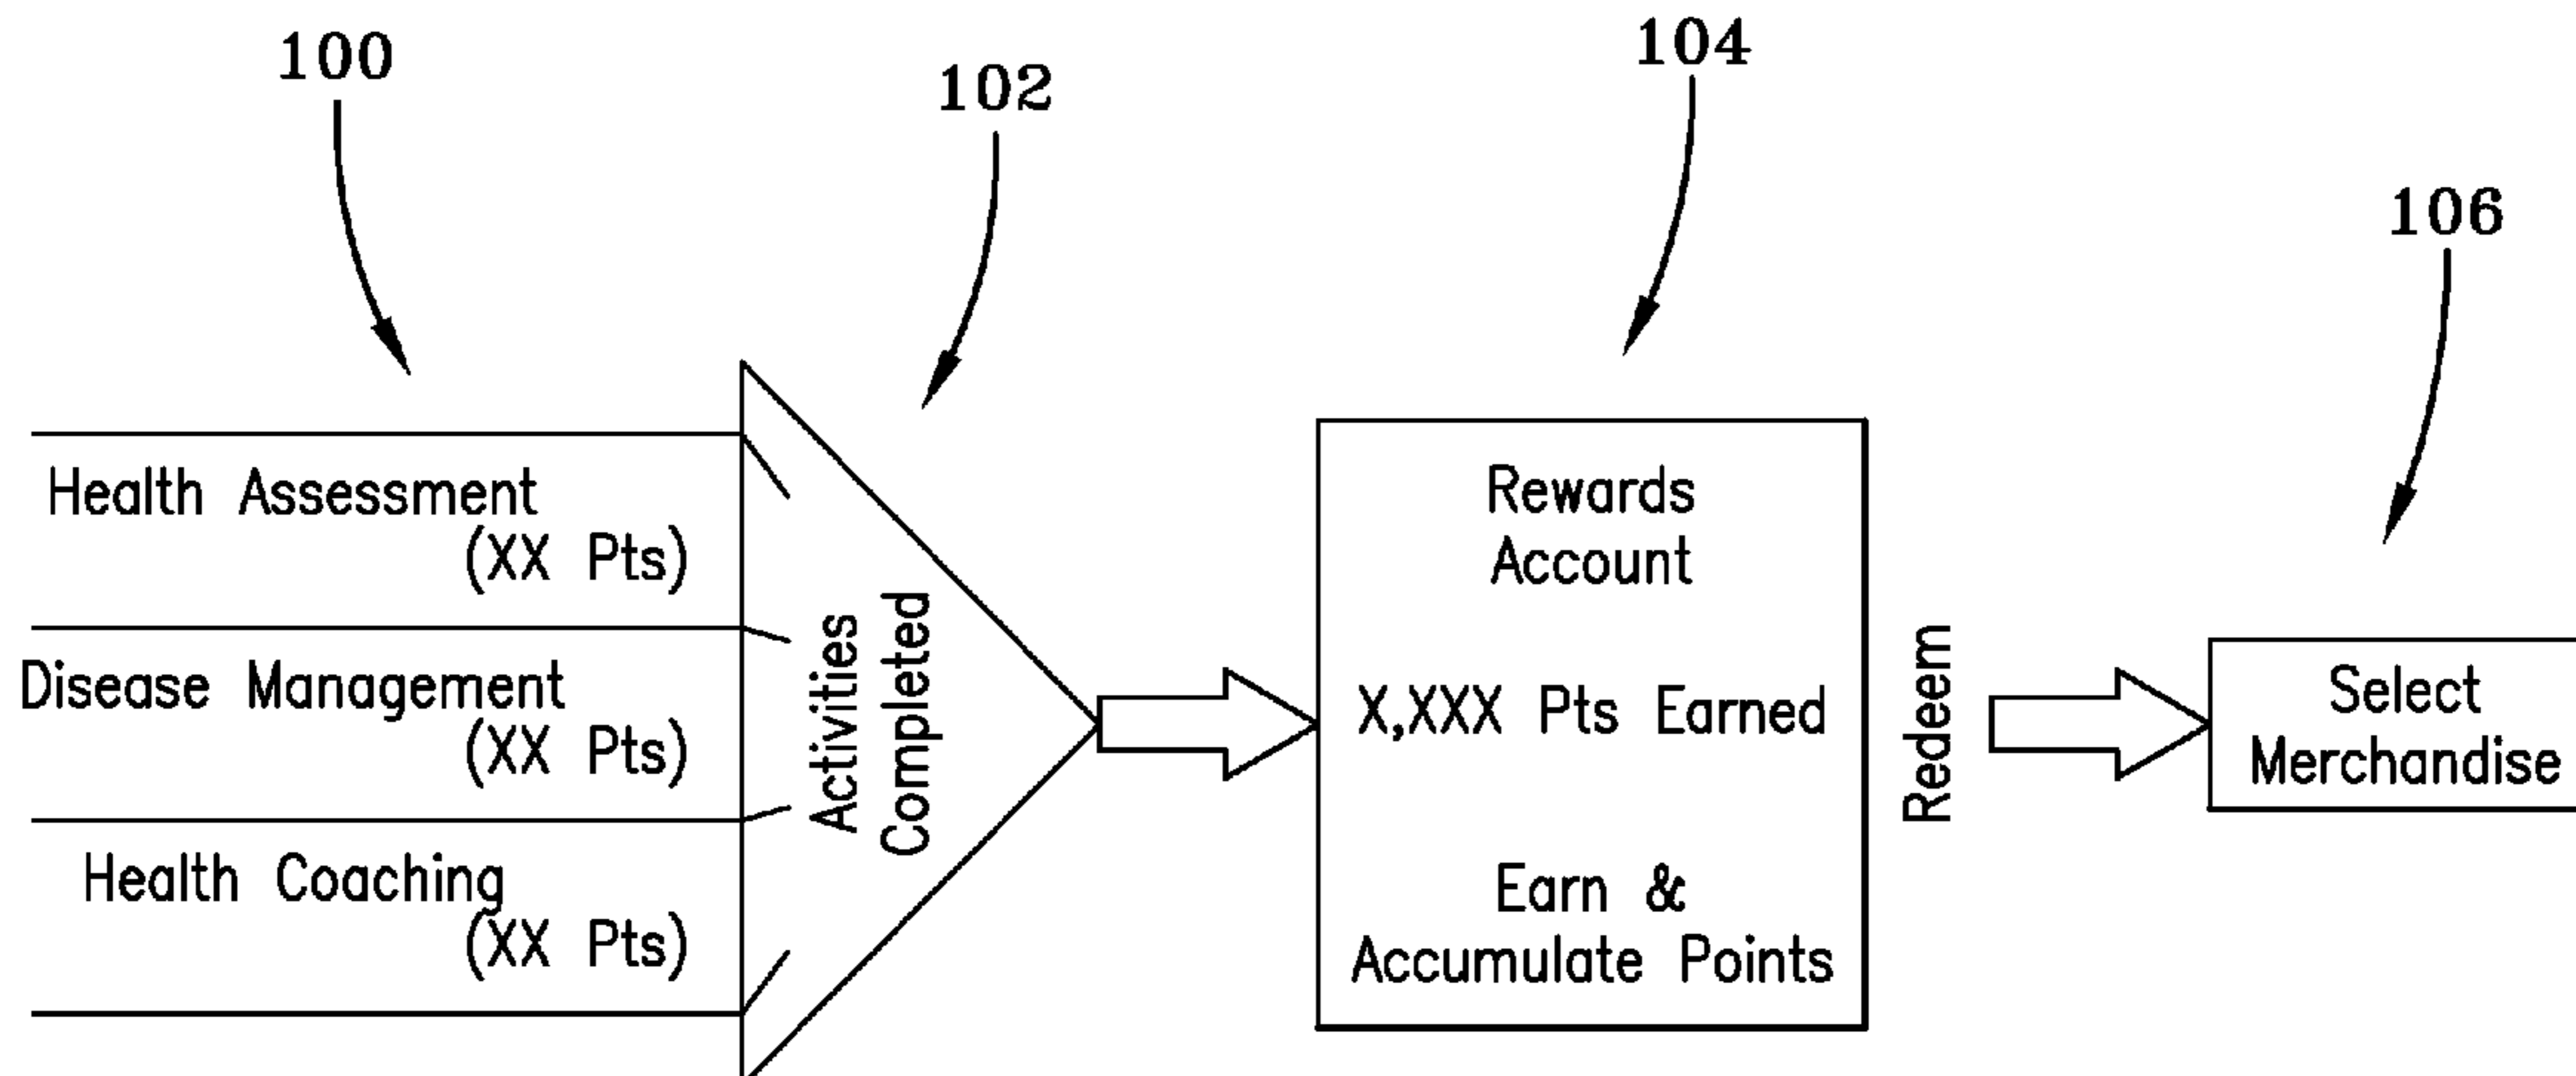 100
102
104
106
Health Assessment
(XX Pts)
Disease Management
(XX Pts)
Health Coaching
(XX Pts)
Activities
Completed
Rewards
Account
X,XXX Pts Earned
Earn &
Accumulate Points
Redeem
Select
Merchandise